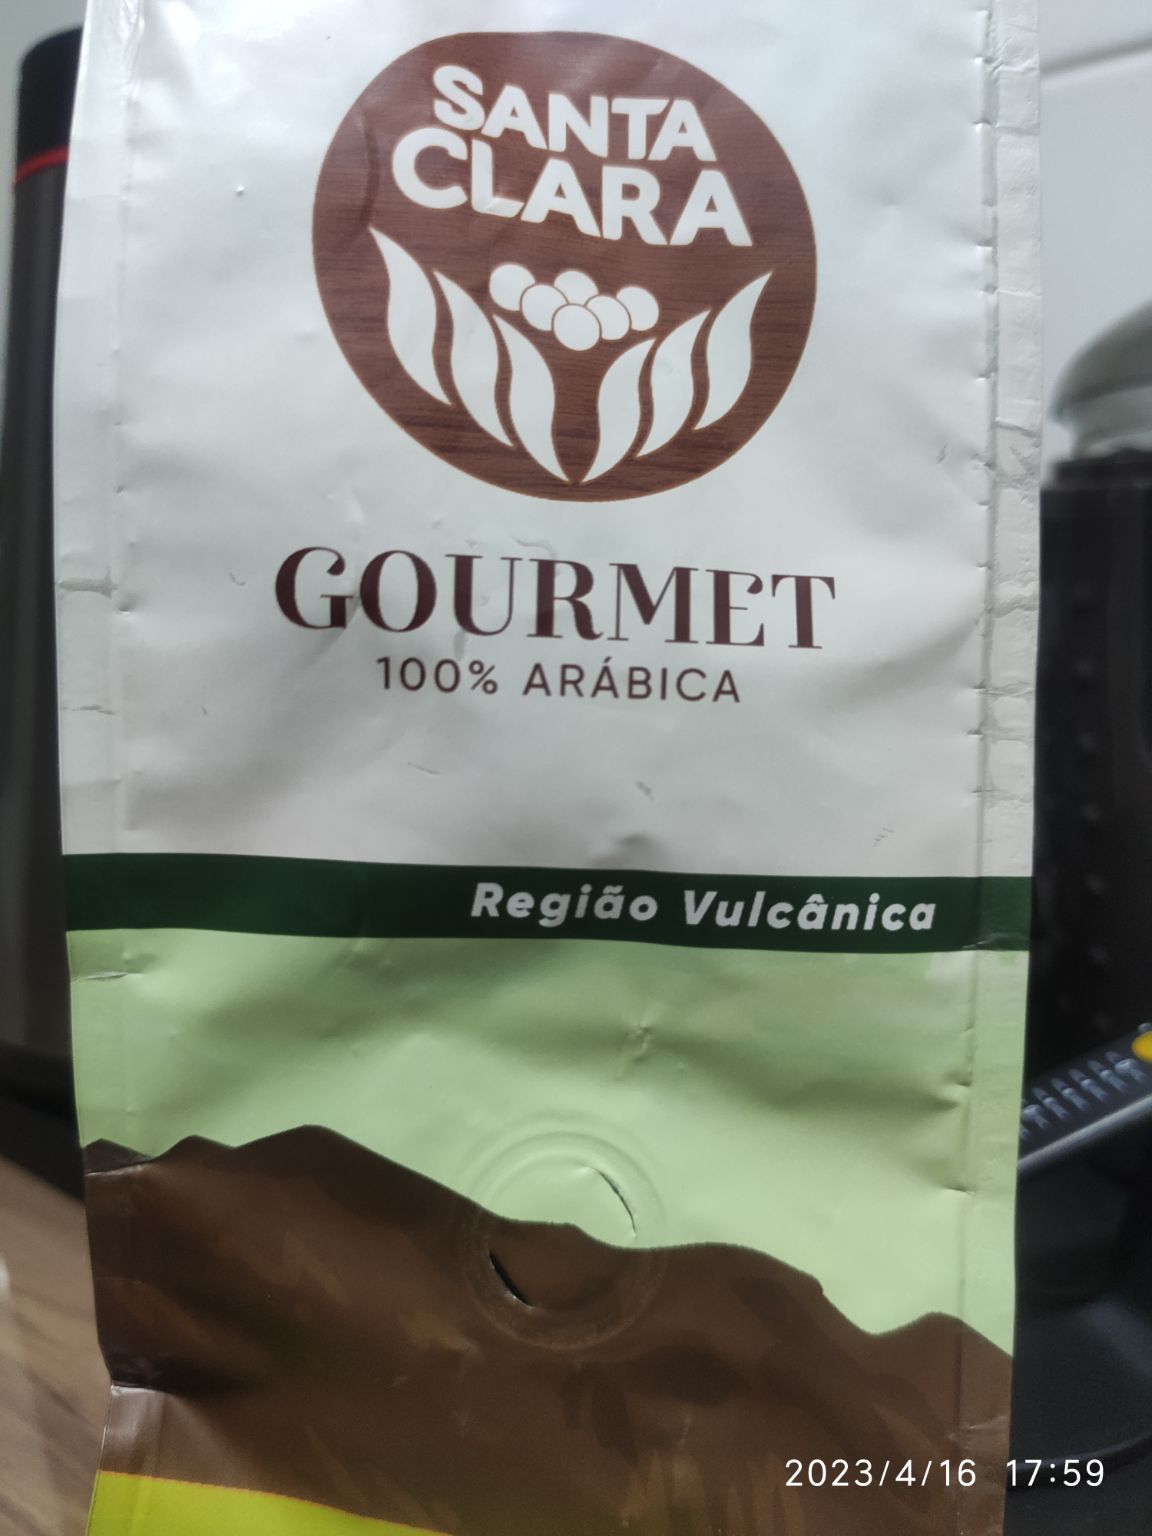 SANTA
CLARA
GOURMET
100% ARÁBICA
Região Vulcânica
2023/4/16 17:59